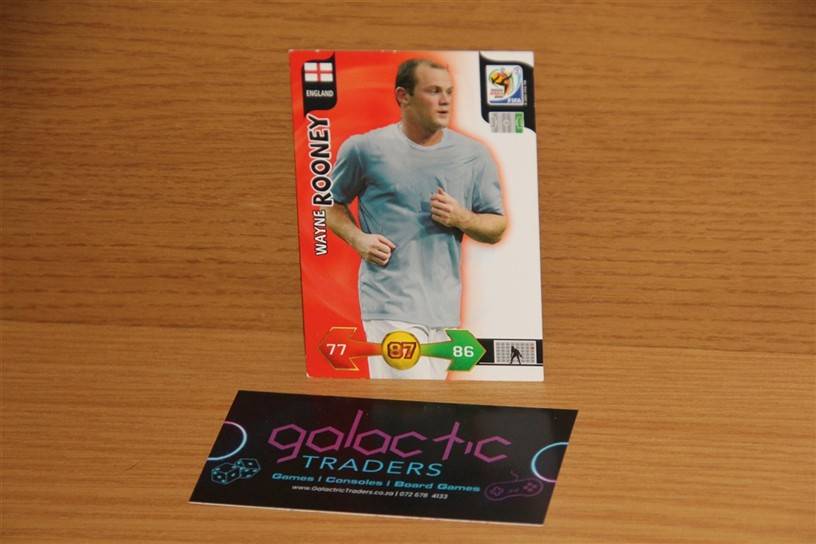 ENGLAND
WAYNE ROONEY
FIFA
77
87
86
galactic
TRADERS
Games | Consoles | Board Games
www.GalacticTraders.co.za | 072 678 4133